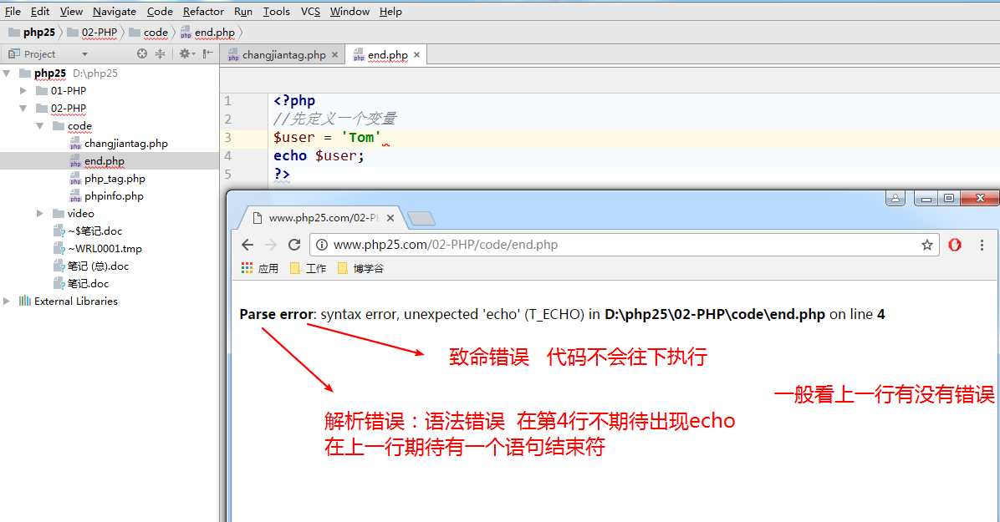 File Edit View Navigate Code Refactor Run Tools VCS Window Help
php25 02-PHP code end.php
Project
changjiantag.php end.php
php25 D:\php25
01-PHP
02-PHP
code
changjiantag.php
end.php
php_tag.php
phpinfo.php
video
~$笔记.doc
~WRL0001.tmp
笔记 (总).doc
笔记.doc
External Libraries
1 <?php
2 //先定义一个变量
3 $user = 'Tom'
4 echo $user;
5 ?>
www.php25.com/02-PH
www.php25.com/02-PHP/code/end.php
应用 工作 博学谷
Parse error: syntax error, unexpected 'echo' (T_ECHO) in D:\php25\02-PHP\code\end.php on line 4
致命错误 代码不会往下执行
一般看上一行有没有错误
解析错误：语法错误 在第4行不期待出现echo
在上一行期待有一个语句结束符